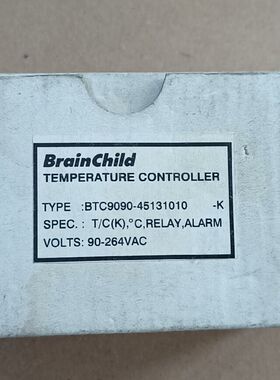 BrainChild
TEMPERATURE CONTROLLER
TYPE :BTC9090-45131010 -K
SPEC. : T/C(K),°C,RELAY,ALARM
VOLTS: 90-264VAC